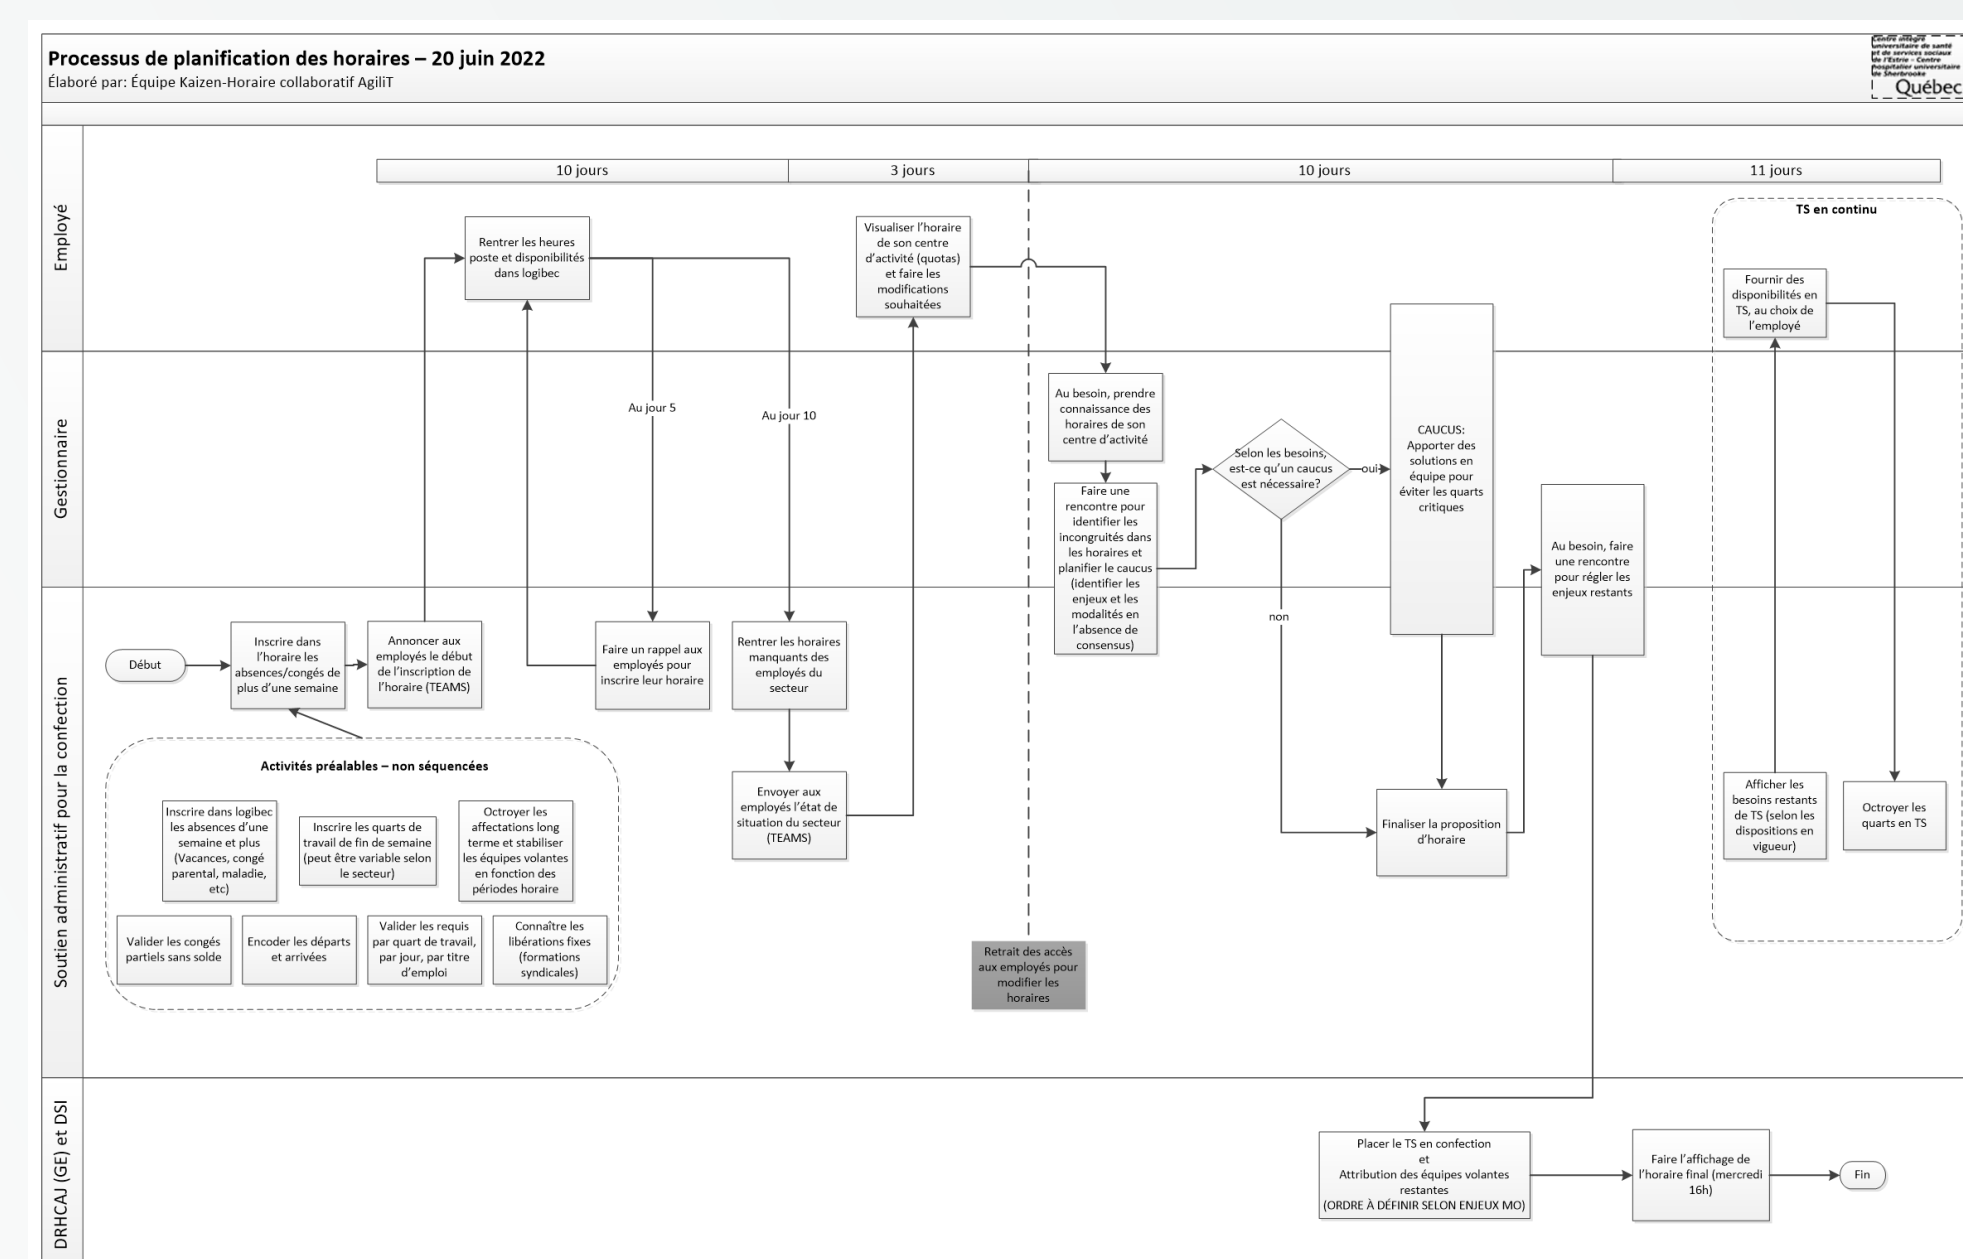 Processus de planification des horaires – 20 juin 2022
Élaboré par: Équipe Kaizen-Horaire collaboratif AgiliT
Centre intégré
universitaire de santé
et de services sociaux
de l'Estrie – Centre
hospitalier universitaire
de Sherbrooke
Québec
Employé
10 jours
3 jours
10 jours
11 jours
TS en continu
Rentrer les heures
poste et disponibilités
dans logibec
Visualiser l'horaire
de son centre
d'activité (quotas)
et faire les
modifications
souhaitées
Fournir des
disponibilités en
TS, au choix de
l'employé
Gestionnaire
Au jour 5
Au jour 10
Au besoin, prendre
connaissance des
horaires de son
centre d'activité
Faire une
rencontre pour
identifier les
incongruités dans
les horaires et
planifier le caucus
(identifier les
enjeux et les
modalités en
l'absence de
consensus)
Selon les besoins,
est-ce qu'un caucus
est nécessaire?
oui
non
CAUCUS:
Apporter des
solutions en
équipe pour
éviter les quarts
critiques
Au besoin, faire
une rencontre
pour régler les
enjeux restants
Soutien administratif pour la confection
Début
Inscrire dans
l'horaire les
absences/congés de
plus d'une semaine
Annoncer aux
employés le début
de l'inscription de
l'horaire (TEAMS)
Faire un rappel aux
employés pour
inscrire leur horaire
Rentrer les horaires
manquants des
employés du
secteur
Envoyer aux
employés l'état de
situation du secteur
(TEAMS)
Finaliser la proposition
d'horaire
Afficher les
besoins restants
de TS (selon les
dispositions en
vigueur)
Octroyer les
quarts en TS
Activités préalables – non séquencées
Inscrire dans logibec
les absences d'une
semaine et plus
(Vacances, congé
parental, maladie,
etc)
Inscrire les quarts de
travail de fin de semaine
(peut être variable selon
le secteur)
Octroyer les
affectations long
terme et stabiliser
les équipes volantes
en fonction des
périodes horaire
Valider les congés
partiels sans solde
Encoder les départs
et arrivées
Valider les requis
par quart de travail,
par jour, par titre
d'emploi
Connaître les
libérations fixes
(formations
syndicales)
Retrait des accès
aux employés pour
modifier les
horaires
DRHCAJ (GE) et DSI
Placer le TS en confection
et
Attribution des équipes volantes
restantes
(ORDRE À DÉFINIR SELON ENJEUX MO)
Faire l'affichage de
l'horaire final (mercredi
16h)
Fin